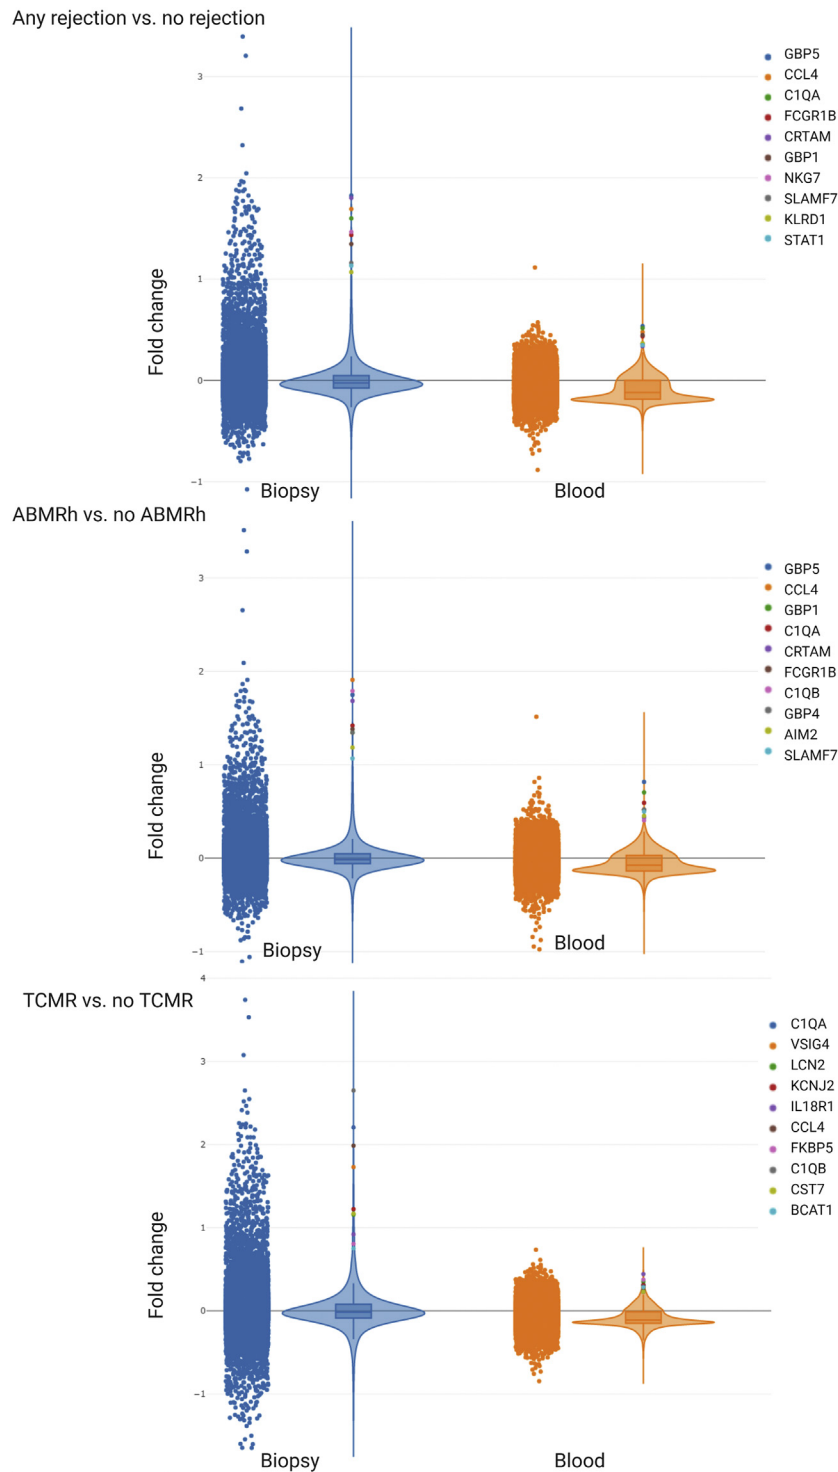 Any rejection vs. no rejection
GBP5
CCL4
C1QA
FCGR1B
CRTAM
GBP1
NKG7
SLAMF7
KLRD1
STAT1
Fold change
3
2
1
0
−1
Biopsy
Blood
ABMRh vs. no ABMRh
GBP5
CCL4
GBP1
C1QA
CRTAM
FCGR1B
C1QB
GBP4
AIM2
SLAMF7
Fold change
3
2
1
0
−1
Biopsy
Blood
TCMR vs. no TCMR
C1QA
VSIG4
LCN2
KCNJ2
IL18R1
CCL4
FKBP5
C1QB
CST7
BCAT1
Fold change
4
3
2
1
0
−1
Biopsy
Blood